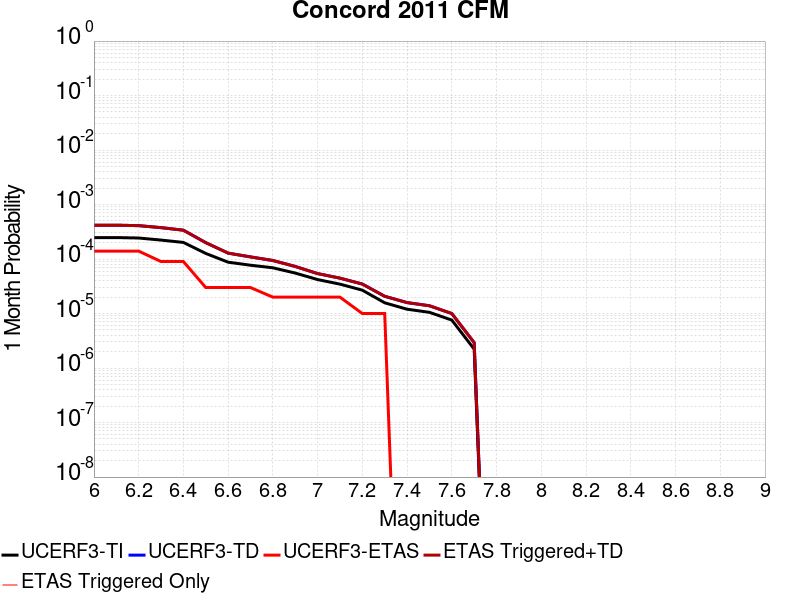 Concord 2011 CFM
10^0
10^-1
10^-2
10^-3
10^-4
10^-5
10^-6
10^-7
10^-8
1 Month Probability
6 6.2 6.4 6.6 6.8 7 7.2 7.4 7.6 7.8 8 8.2 8.4 8.6 8.8 9
Magnitude
UCERF3-TI UCERF3-TD UCERF3-ETAS ETAS Triggered+TD
ETAS Triggered Only